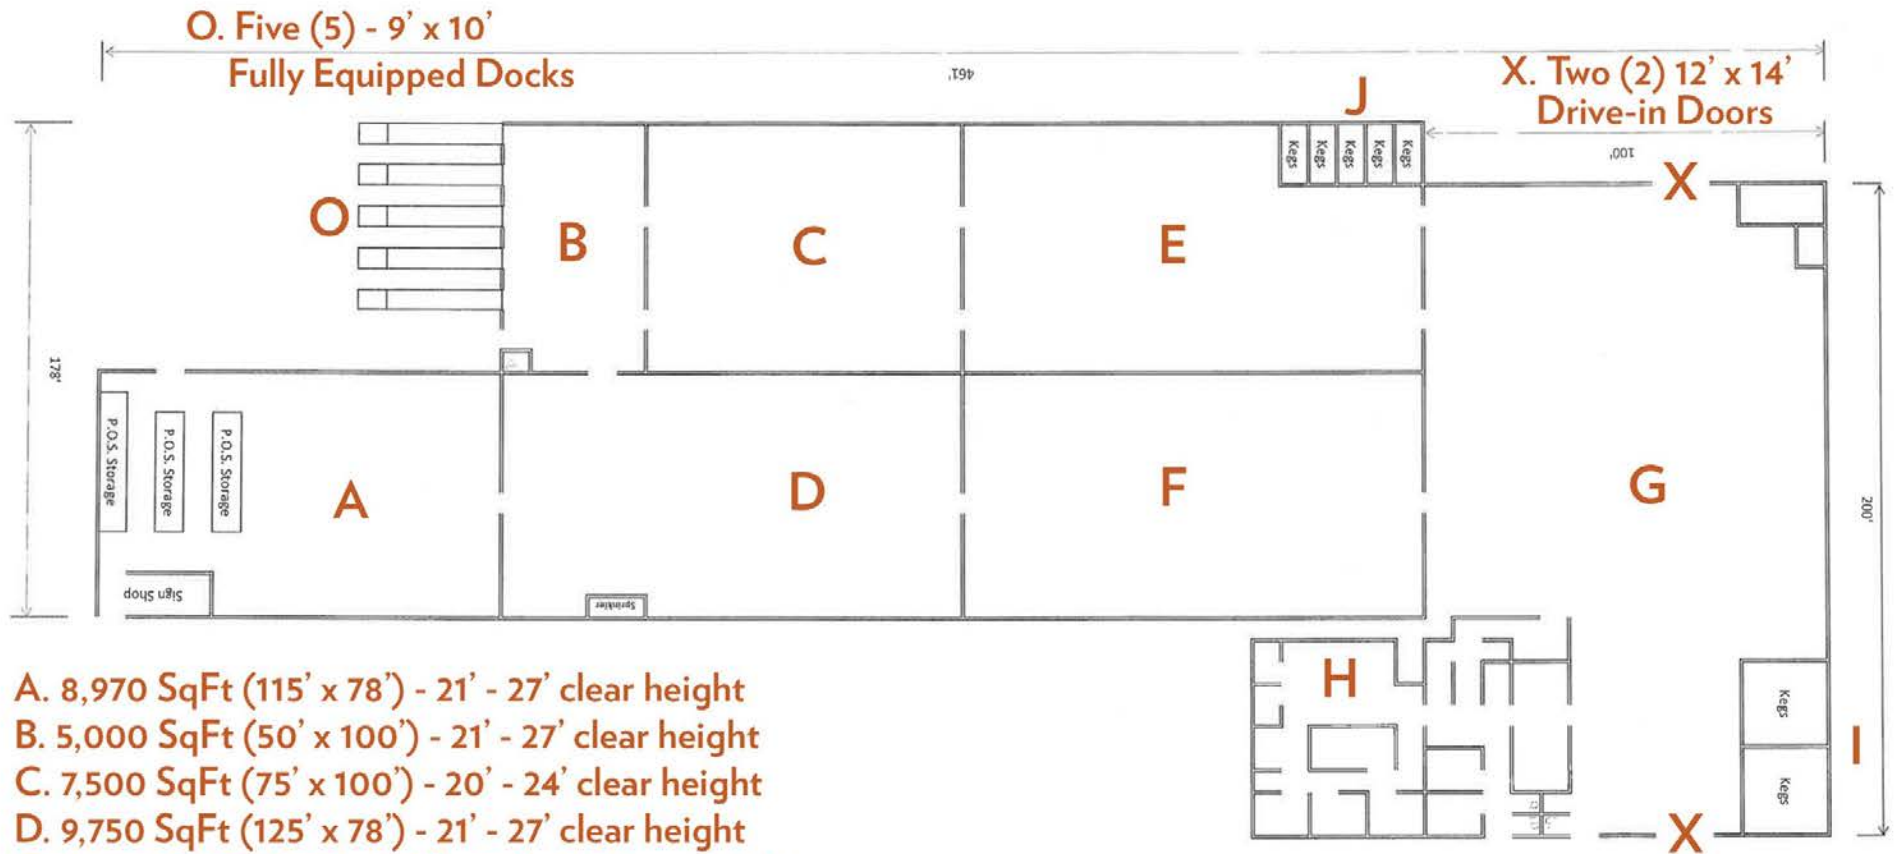 O. Five (5) - 9’ x 10’
Fully Equipped Docks
461'
X. Two (2) 12’ x 14’
Drive-in Doors
J
100'
Kegs
Kegs
Kegs
Kegs
Kegs
X
O
B
C
E
178'
P.O.S. Storage
P.O.S. Storage
P.O.S. Storage
A
D
F
G
200'
Sign Shop
Sprinkler
H
Kegs
I
Kegs
X
A. 8,970 SqFt (115’ x 78’) - 21’ - 27’ clear height
B. 5,000 SqFt (50’ x 100’) - 21’ - 27’ clear height
C. 7,500 SqFt (75’ x 100’) - 20’ - 24’ clear height
D. 9,750 SqFt (125’ x 78’) - 21’ - 27’ clear height